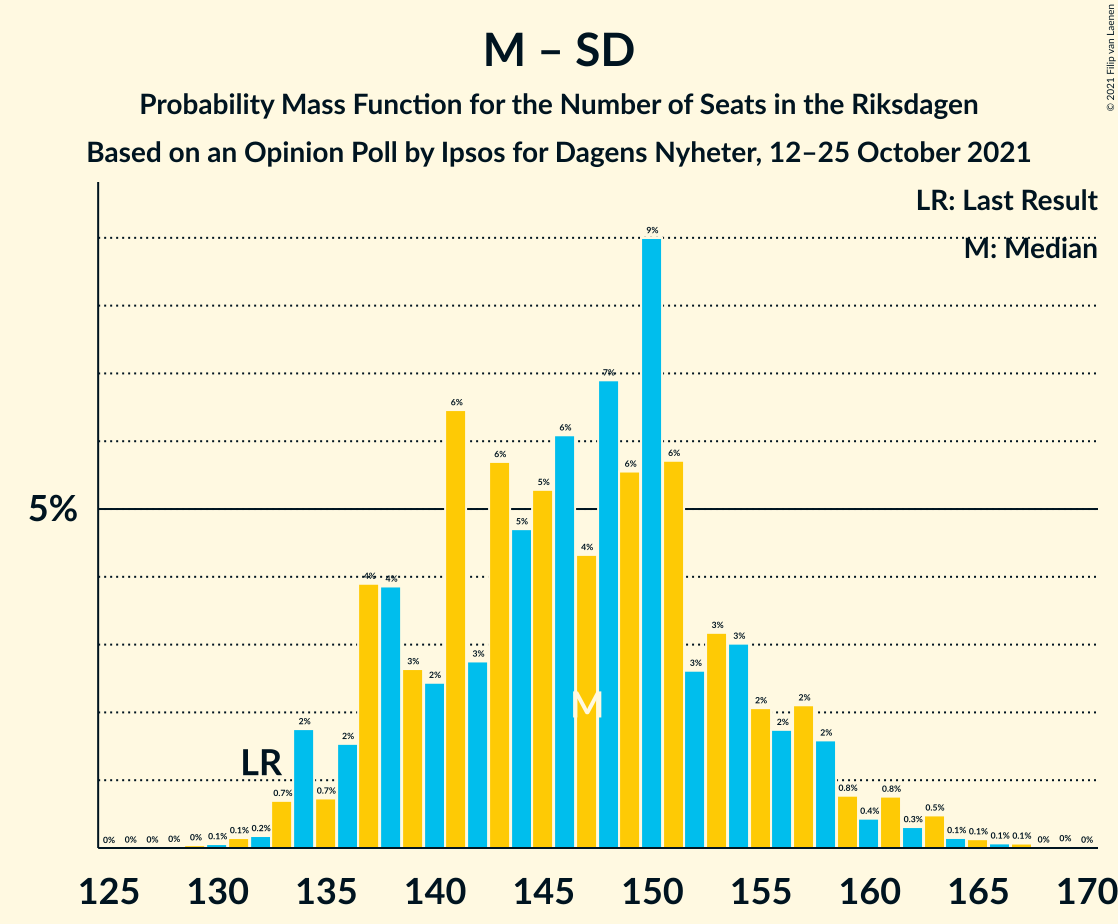 M – SD
Probability Mass Function for the Number of Seats in the Riksdagen
Based on an Opinion Poll by Ipsos for Dagens Nyheter, 12–25 October 2021
© 2021 Filip van Laenen
LR: Last Result
M: Median
5%
0% 0% 0% 0% 0% 0.1% 0.1% 0.2% 0.7% 2% 0.7% 2% 4% 4% 3% 2% 6% 3% 6% 5% 5% 6% 4% 7% 6% 9% 6% 3% 3% 3% 2% 2% 2% 2% 0.8% 0.4% 0.8% 0.3% 0.5% 0.1% 0.1% 0.1% 0.1% 0% 0% 0%
M
LR
125 130 135 140 145 150 155 160 165 170